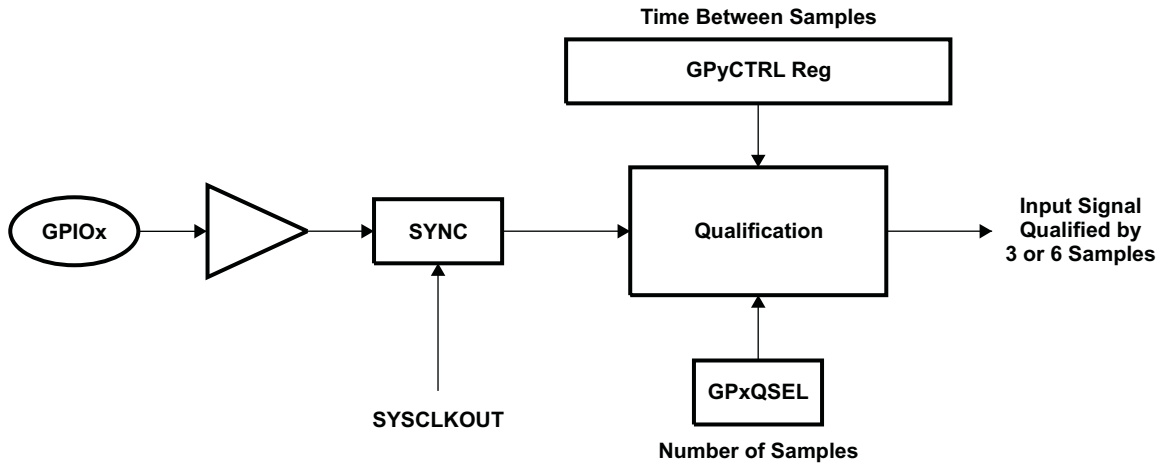 Time Between Samples
GPyCTRL Reg
GPIOx
SYNC
Qualification
Input Signal
Qualified by
3 or 6 Samples
GPxQSEL
SYSCLKOUT
Number of Samples